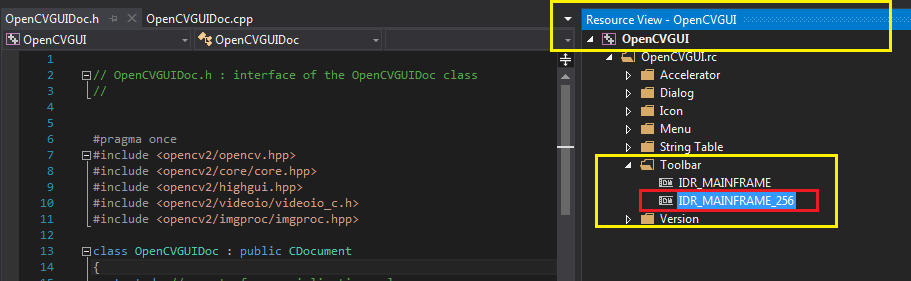 OpenCVGUIDoc.h
OpenCVGUIDoc.cpp
OpenCVGUI
OpenCVGUIDoc
1
2 // OpenCVGUIDoc.h : interface of the OpenCVGUIDoc class
3 //
4
5
6 #pragma once
7 #include <opencv2/opencv.hpp>
8 #include <opencv2/core/core.hpp>
9 #include <opencv2/highgui.hpp>
10 #include <opencv2/videoio/videoio_c.h>
11 #include <opencv2/imgproc/imgproc.hpp>
12
13 class OpenCVGUIDoc : public CDocument
14 {
Resource View - OpenCVGUI
OpenCVGUI
OpenCVGUI.rc
Accelerator
Dialog
Icon
Menu
String Table
Toolbar
IDR_MAINFRAME
IDR_MAINFRAME_256
Version